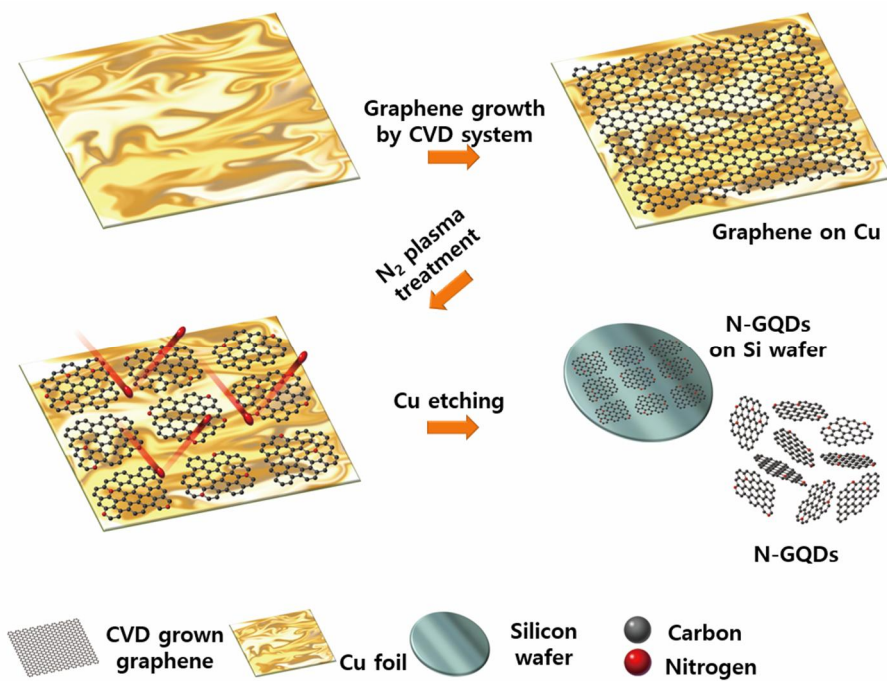 Graphene growth
by CVD system
Graphene on Cu
N₂ plasma
treatment
Cu etching
N-GQDs
on Si wafer
N-GQDs
CVD grown
graphene
Cu foil
Silicon
wafer
Carbon
Nitrogen